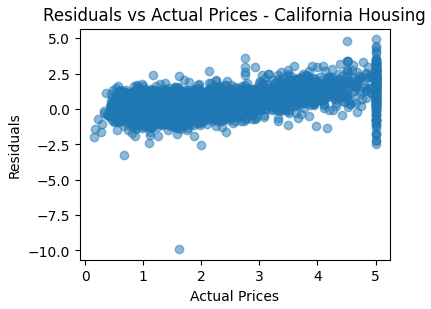 Residuals vs Actual Prices - California Housing
5.0
2.5
0.0
−2.5
−5.0
−7.5
−10.0
Residuals
0 1 2 3 4 5
Actual Prices